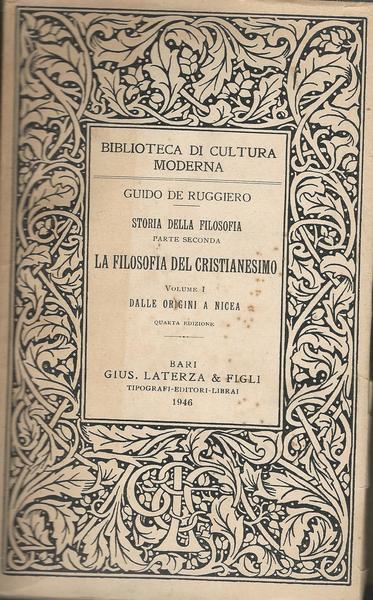 BIBLIOTECA DI CULTURA
MODERNA
GUIDO DE RUGGIERO
STORIA DELLA FILOSOFIA
PARTE SECONDA
LA FILOSOFIA DEL CRISTIANESIMO
VOLUME I
DALLE ORIGINI A NICEA
QUARTA EDIZIONE
BARI
GIUS. LATERZA & FIGLI
TIPOGRAFI-EDITORI-LIBRAI
1946